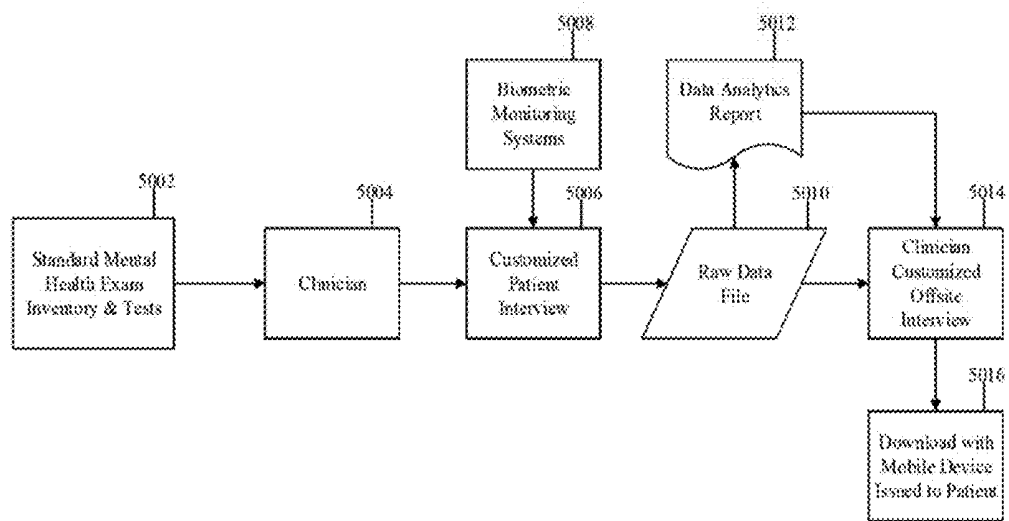 5008
5012
Biometric
Monitoring
Systems
Data Analytics
Report
5002
5004
5006
5010
5014
Standard Mental
Health Exam
Inventory & Tests
Clinician
Customized
Patient
Interview
Raw Data
File
Clinician
Customized
Offsite
Interview
5016
Download with
Mobile Device
Issued to Patient